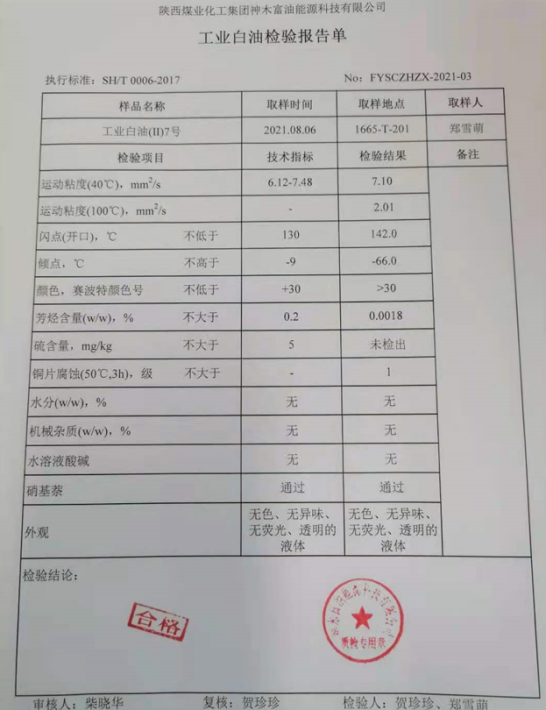 陕西煤业化工集团神木富油能源科技有限公司
工业白油检验报告单
执行标准：SH/T 0006-2017 No: FYSCZHZX-2021-03
样品名称 取样时间 取样地点 取样人
工业白油(II)7号 2021.08.06 1665-T-201 郑雪萌
检验项目 技术指标 检验结果 备注
运动粘度(40℃)，mm²/s 6.12-7.48 7.10
运动粘度(100℃)，mm²/s - 2.01
闪点(开口)，℃ 不低于 130 142.0
倾点，℃ 不高于 -9 -66.0
颜色，赛波特颜色号 不低于 +30 >30
芳烃含量(w/w)，% 不大于 0.2 0.0018
硫含量，mg/kg 不大于 5 未检出
铜片腐蚀(50℃,3h)，级 不大于 - 1
水分(w/w)，% 无 无
机械杂质(w/w)，% 无 无
水溶液酸碱 无 无
硝基萘 通过 通过
外观 无色、无异味、 无色、无异味、
无荧光、透明的 无荧光、透明的
液体 液体
检验结论：
合格
质检专用章
审核人：柴晓华 复核：贺珍珍 检验人：贺珍珍、郑雪萌